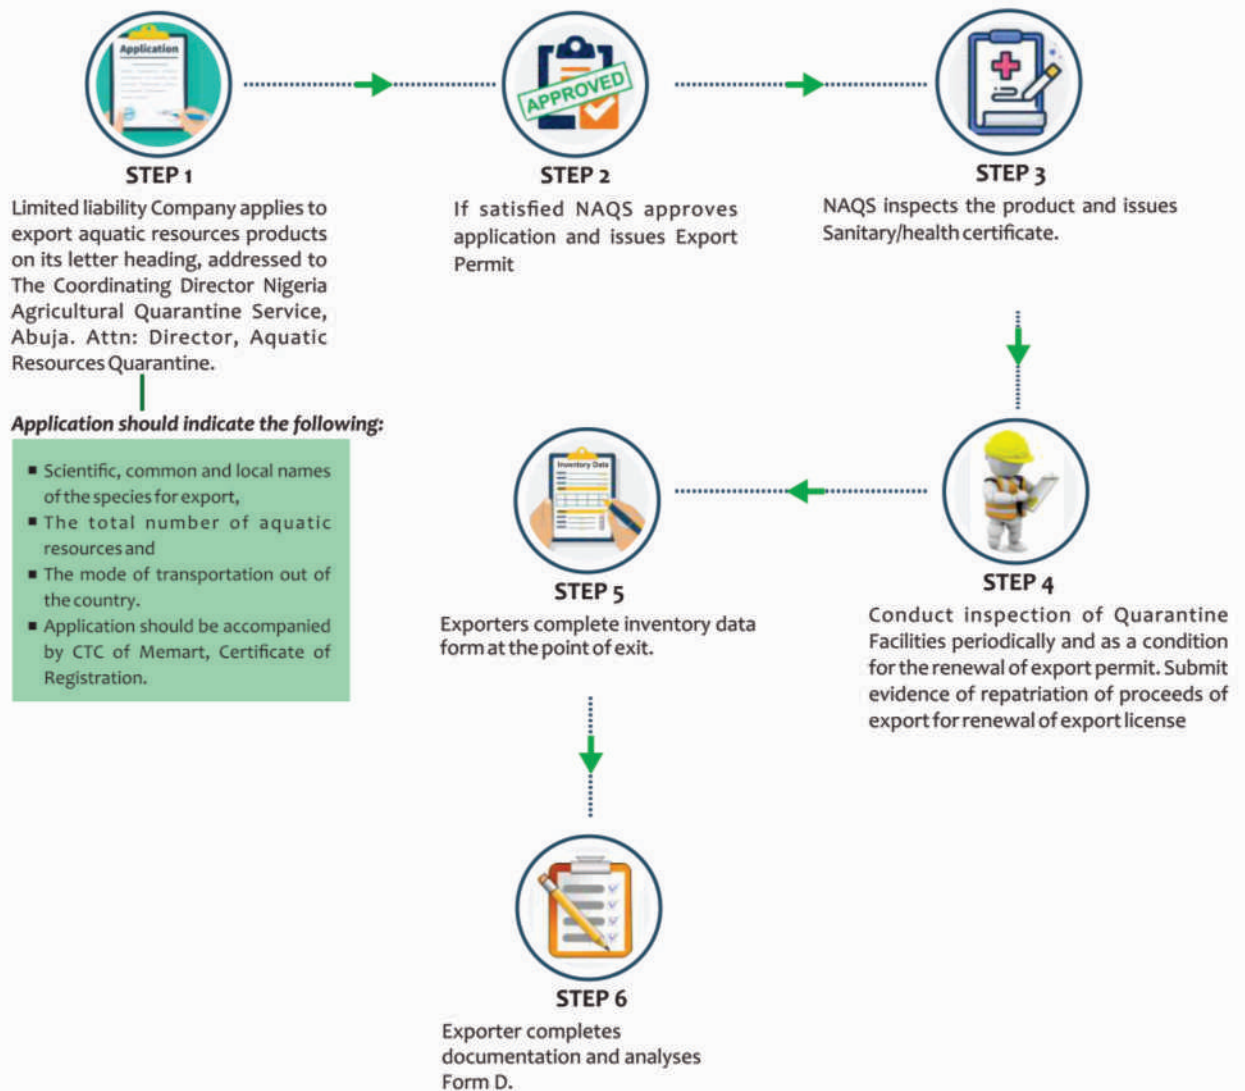 Application
STEP 1
Limited liability Company applies to
export aquatic resources products
on its letter heading, addressed to
The Coordinating Director Nigeria
Agricultural Quarantine Service,
Abuja. Attn: Director, Aquatic
Resources Quarantine.
Application should indicate the following:
▪ Scientific, common and local names
of the species for export,
▪ The total number of aquatic
resources and
▪ The mode of transportation out of
the country.
▪ Application should be accompanied
by CTC of Memart, Certificate of
Registration.
APPROVED
STEP 2
If satisfied NAQS approves
application and issues Export
Permit
STEP 3
NAQS inspects the product and issues
Sanitary/health certificate.
STEP 4
Conduct inspection of Quarantine
Facilities periodically and as a condition
for the renewal of export permit. Submit
evidence of repatriation of proceeds of
export for renewal of export license
Inventory Data
STEP 5
Exporters complete inventory data
form at the point of exit.
STEP 6
Exporter completes
documentation and analyses
Form D.